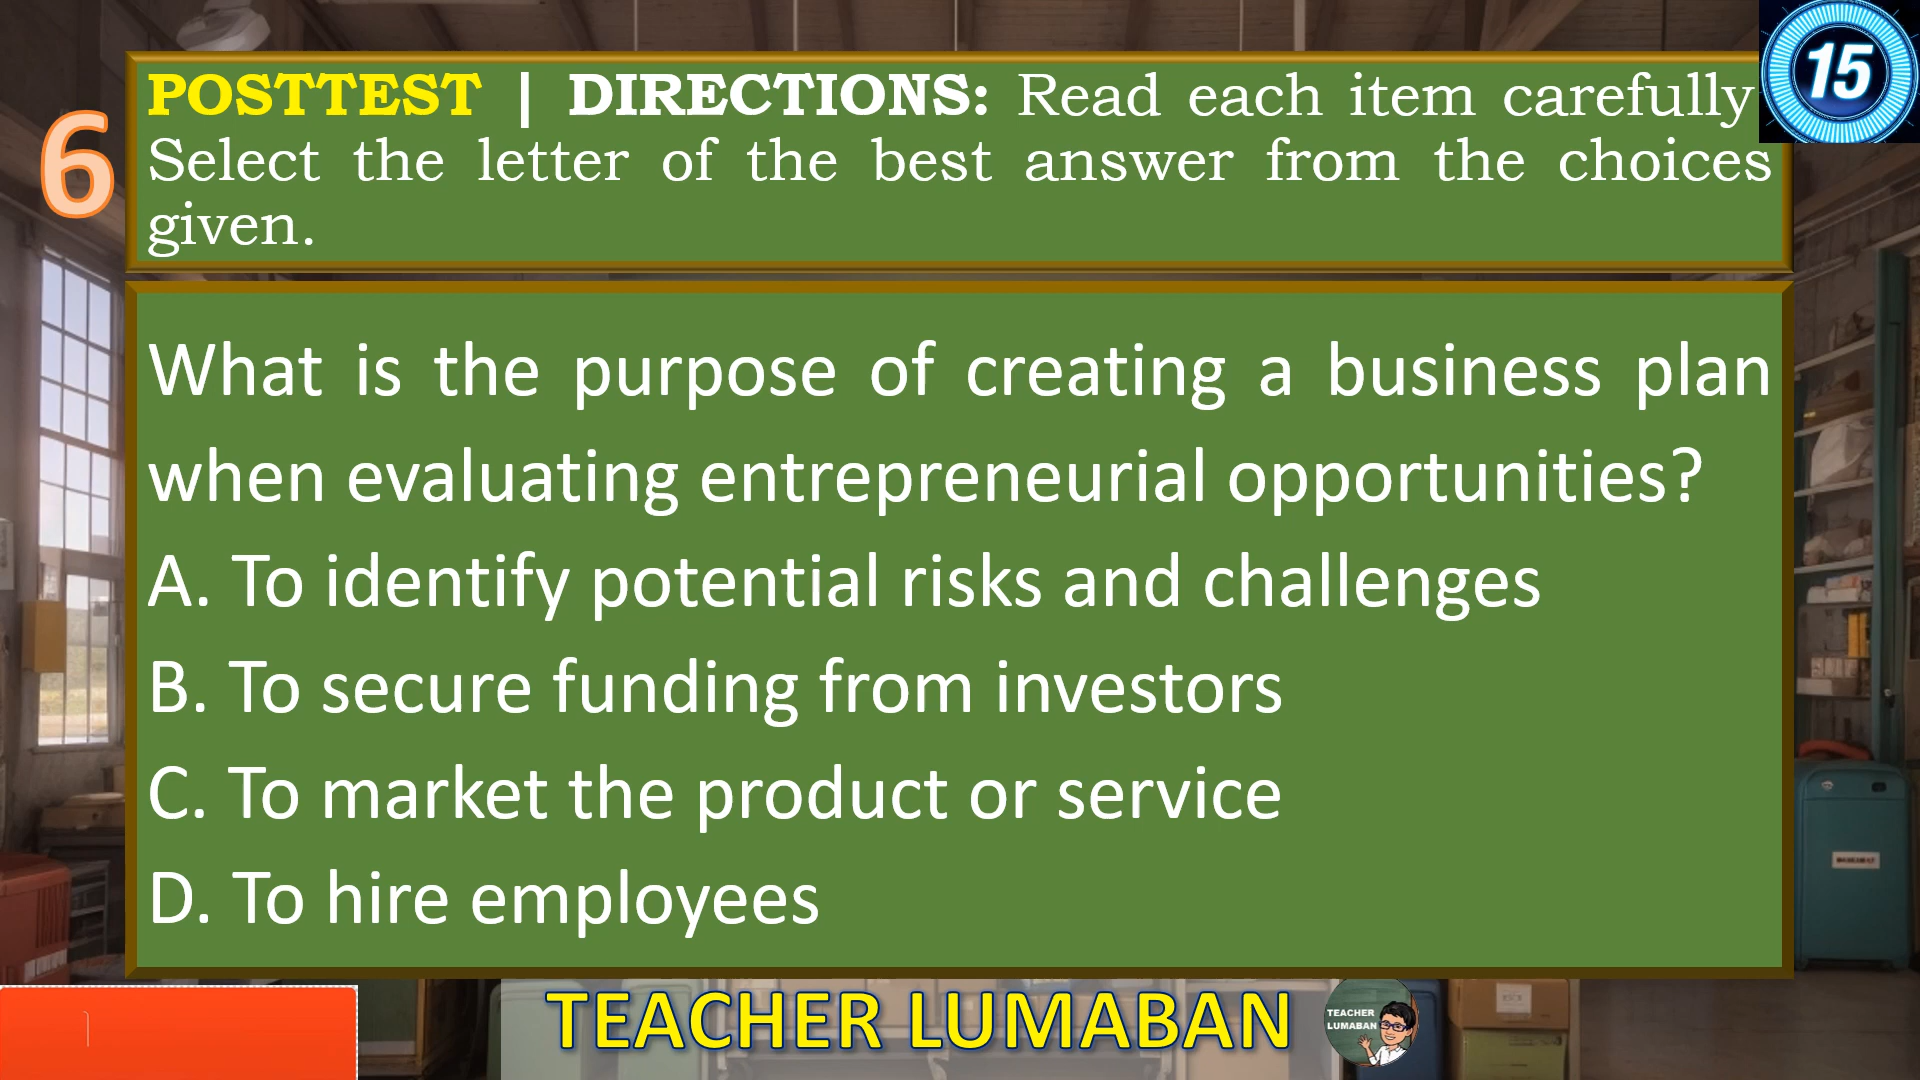 15
6
POSTTEST | DIRECTIONS: Read each item carefully
Select the letter of the best answer from the choices
given.
What is the purpose of creating a business plan
when evaluating entrepreneurial opportunities?
A. To identify potential risks and challenges
B. To secure funding from investors
C. To market the product or service
D. To hire employees
TEACHER LUMABAN
TEACHER
LUMABAN